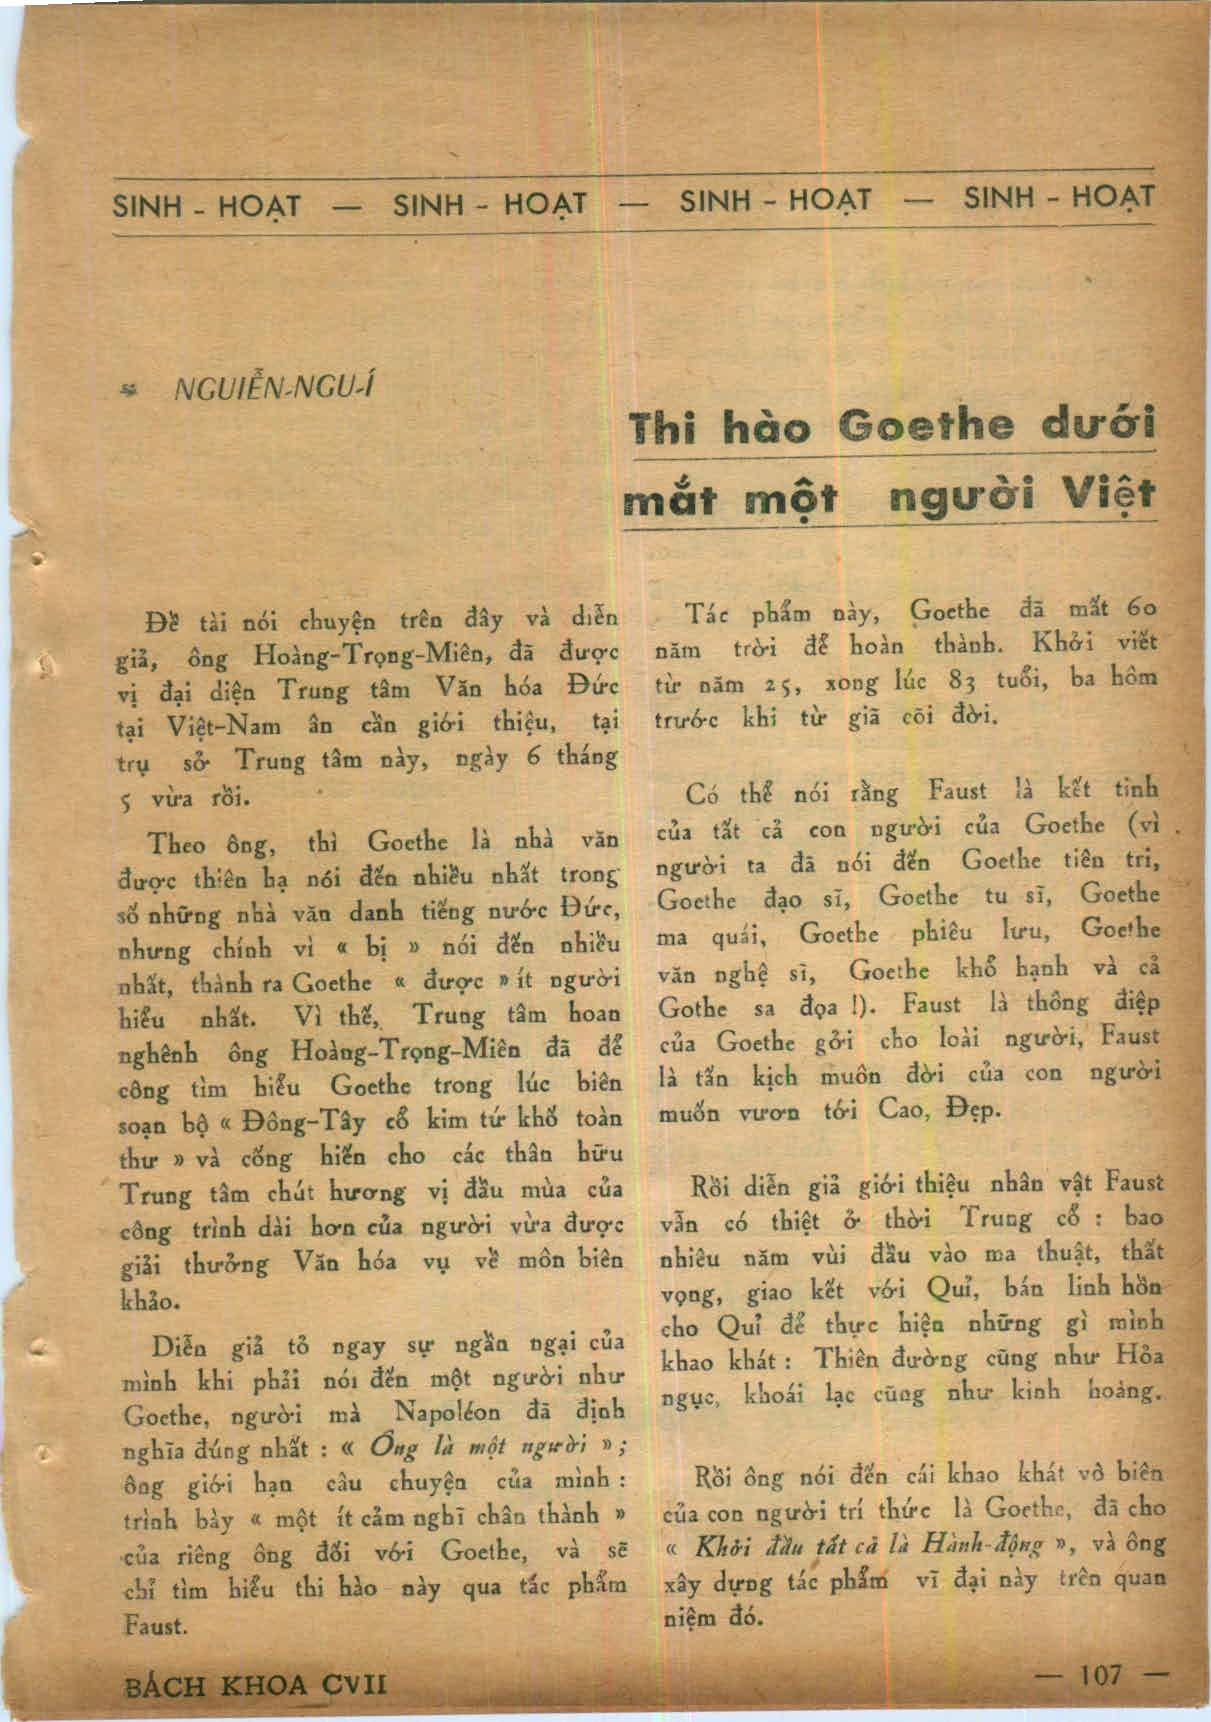 SINH - HOẠT — SINH - HOẠT — SINH - HOẠT — SINH - HOẠT
NGUIỄN-NGU-Í
Thi hào Goethe dưới
mắt một người Việt
Đề tài nói chuyện trên đây và diễn
giả, ông Hoàng-Trọng-Miên, đã được
vị đại diện Trung tâm Văn hóa Đức
tại Việt-Nam ân cần giới thiệu, tại
trụ sở Trung tâm này, ngày 6 tháng
5 vừa rồi.
Theo ông, thì Goethe là nhà văn
được thiên hạ nói đến nhiều nhất trong
số những nhà văn danh tiếng nước Đức,
nhưng chính vì « bị » nói đến nhiều
nhất, thành ra Goethe « được » ít người
hiểu nhất. Vì thế, Trung tâm hoan
nghênh ông Hoàng-Trọng-Miên đã để
công tìm hiểu Goethe trong lúc biên
soạn bộ « Đông-Tây cổ kim tứ khố toàn
thư » và cống hiến cho các thân hữu
Trung tâm chút hương vị đầu mùa của
công trình dài hơn của người vừa được
giải thưởng Văn hóa vụ về môn biên
khảo.
Diễn giả tỏ ngay sự ngần ngại của
mình khi phải nói đến một người như
Goethe, người mà Napoléon đã định
nghĩa đúng nhất : « Ông là một người » ;
ông giới hạn câu chuyện của mình :
trình bày « một ít cảm nghĩ chân thành »
của riêng ông đối với Goethe, và sẽ
chỉ tìm hiểu thi hào này qua tác phẩm
Faust.
Tác phẩm này, Goethe đã mất 60
năm trời để hoàn thành. Khởi viết
từ năm 25, xong lúc 83 tuổi, ba hôm
trước khi từ giã cõi đời.
Có thể nói rằng Faust là kết tinh
của tất cả con người của Goethe (vì
người ta đã nói đến Goethe tiên tri,
Goethe đạo sĩ, Goethe tu sĩ, Goethe
ma quái, Goethe phiêu lưu, Goethe
văn nghệ sĩ, Goethe khổ hạnh và cả
Gothe sa đọa !). Faust là thông điệp
của Goethe gởi cho loài người, Faust
là tấn kịch muôn đời của con người
muốn vươn tới Cao, Đẹp.
Rồi diễn giả giới thiệu nhân vật Faust
vẫn có thiệt ở thời Trung cổ : bao
nhiêu năm vùi đầu vào ma thuật, thất
vọng, giao kết với Quỉ, bán linh hồn
cho Quỉ để thực hiện những gì mình
khao khát : Thiên đường cũng như Hỏa
ngục, khoái lạc cũng như kinh hoàng.
Rồi ông nói đến cái khao khát vô biên
của con người trí thức là Goethe, đã cho
« Khởi đầu tất cả là Hành-động », và ông
xây dựng tác phẩm vĩ đại này trên quan
niệm đó.
BÁCH KHOA CVII
— 107 —